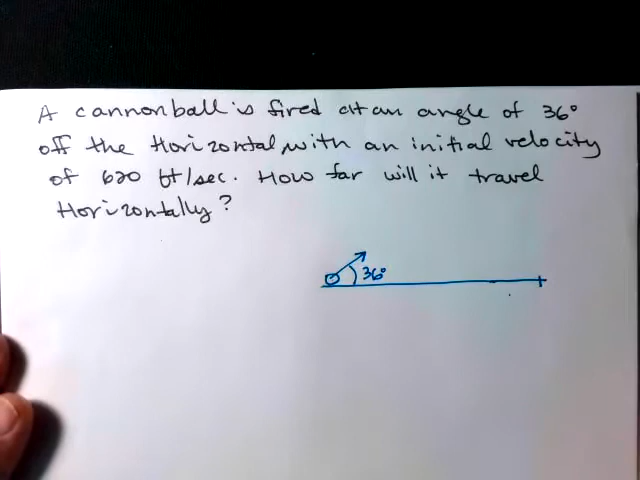 A cannonball is fired at an angle of 36°
off the Horizontal, with an initial velocity
of 620 ft/sec. How far will it travel
Horizontally?
36°